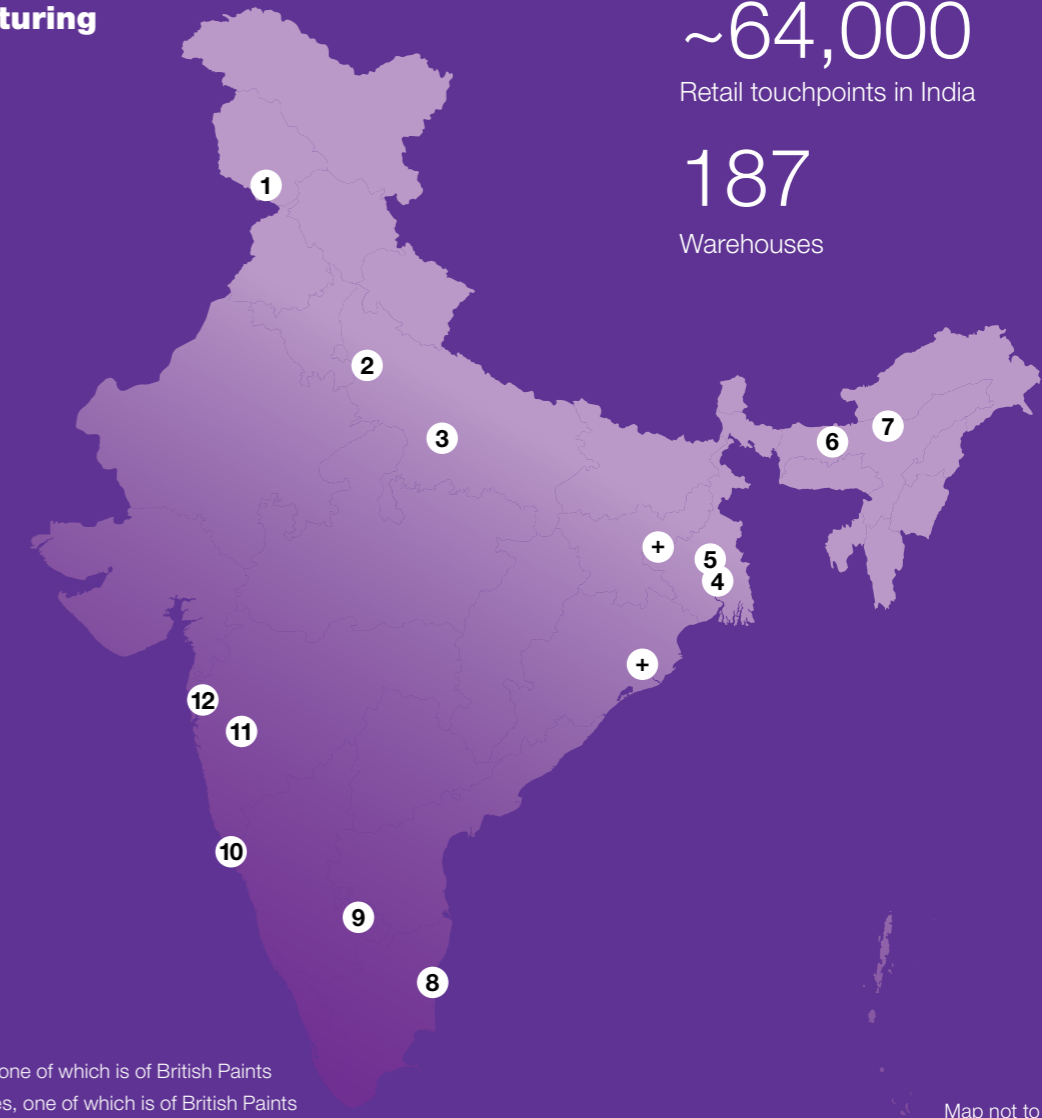 turing
~64,000
Retail touchpoints in India
187
Warehouses
1
2
3
7
6
+
5
4
+
12
11
10
9
8
one of which is of British Paints
es, one of which is of British Paints
Map not to